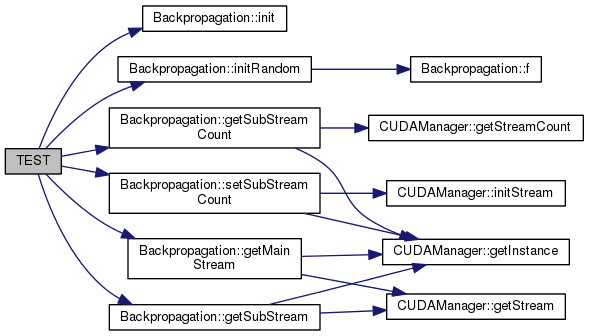 TEST
Backpropagation::init
Backpropagation::initRandom
Backpropagation::f
Backpropagation::getSubStream
Count
CUDAManager::getStreamCount
Backpropagation::setSubStream
Count
CUDAManager::initStream
Backpropagation::getMain
Stream
CUDAManager::getInstance
Backpropagation::getSubStream
CUDAManager::getStream